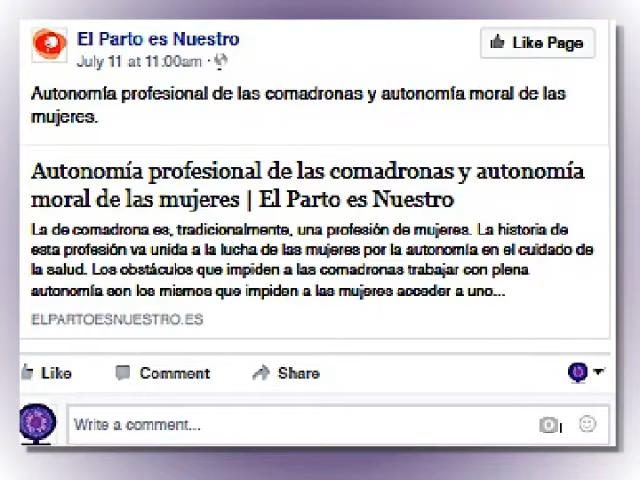 El Parto es Nuestro
July 11 at 11:00am ·
Like Page
Autonomía profesional de las comadronas y autonomía moral de las
mujeres.
Autonomía profesional de las comadronas y autonomía
moral de las mujeres | El Parto es Nuestro
La de comadrona es, tradicionalmente, una profesión de mujeres. La historia de
esta profesión va unida a la lucha de las mujeres por la autonomía en el cuidado de
la salud. Los obstáculos que impiden a las comadronas trabajar con plena
autonomía son los mismos que impiden a las mujeres acceder a uno...
ELPARTOESNUESTRO.ES
Like Comment Share
Write a comment...